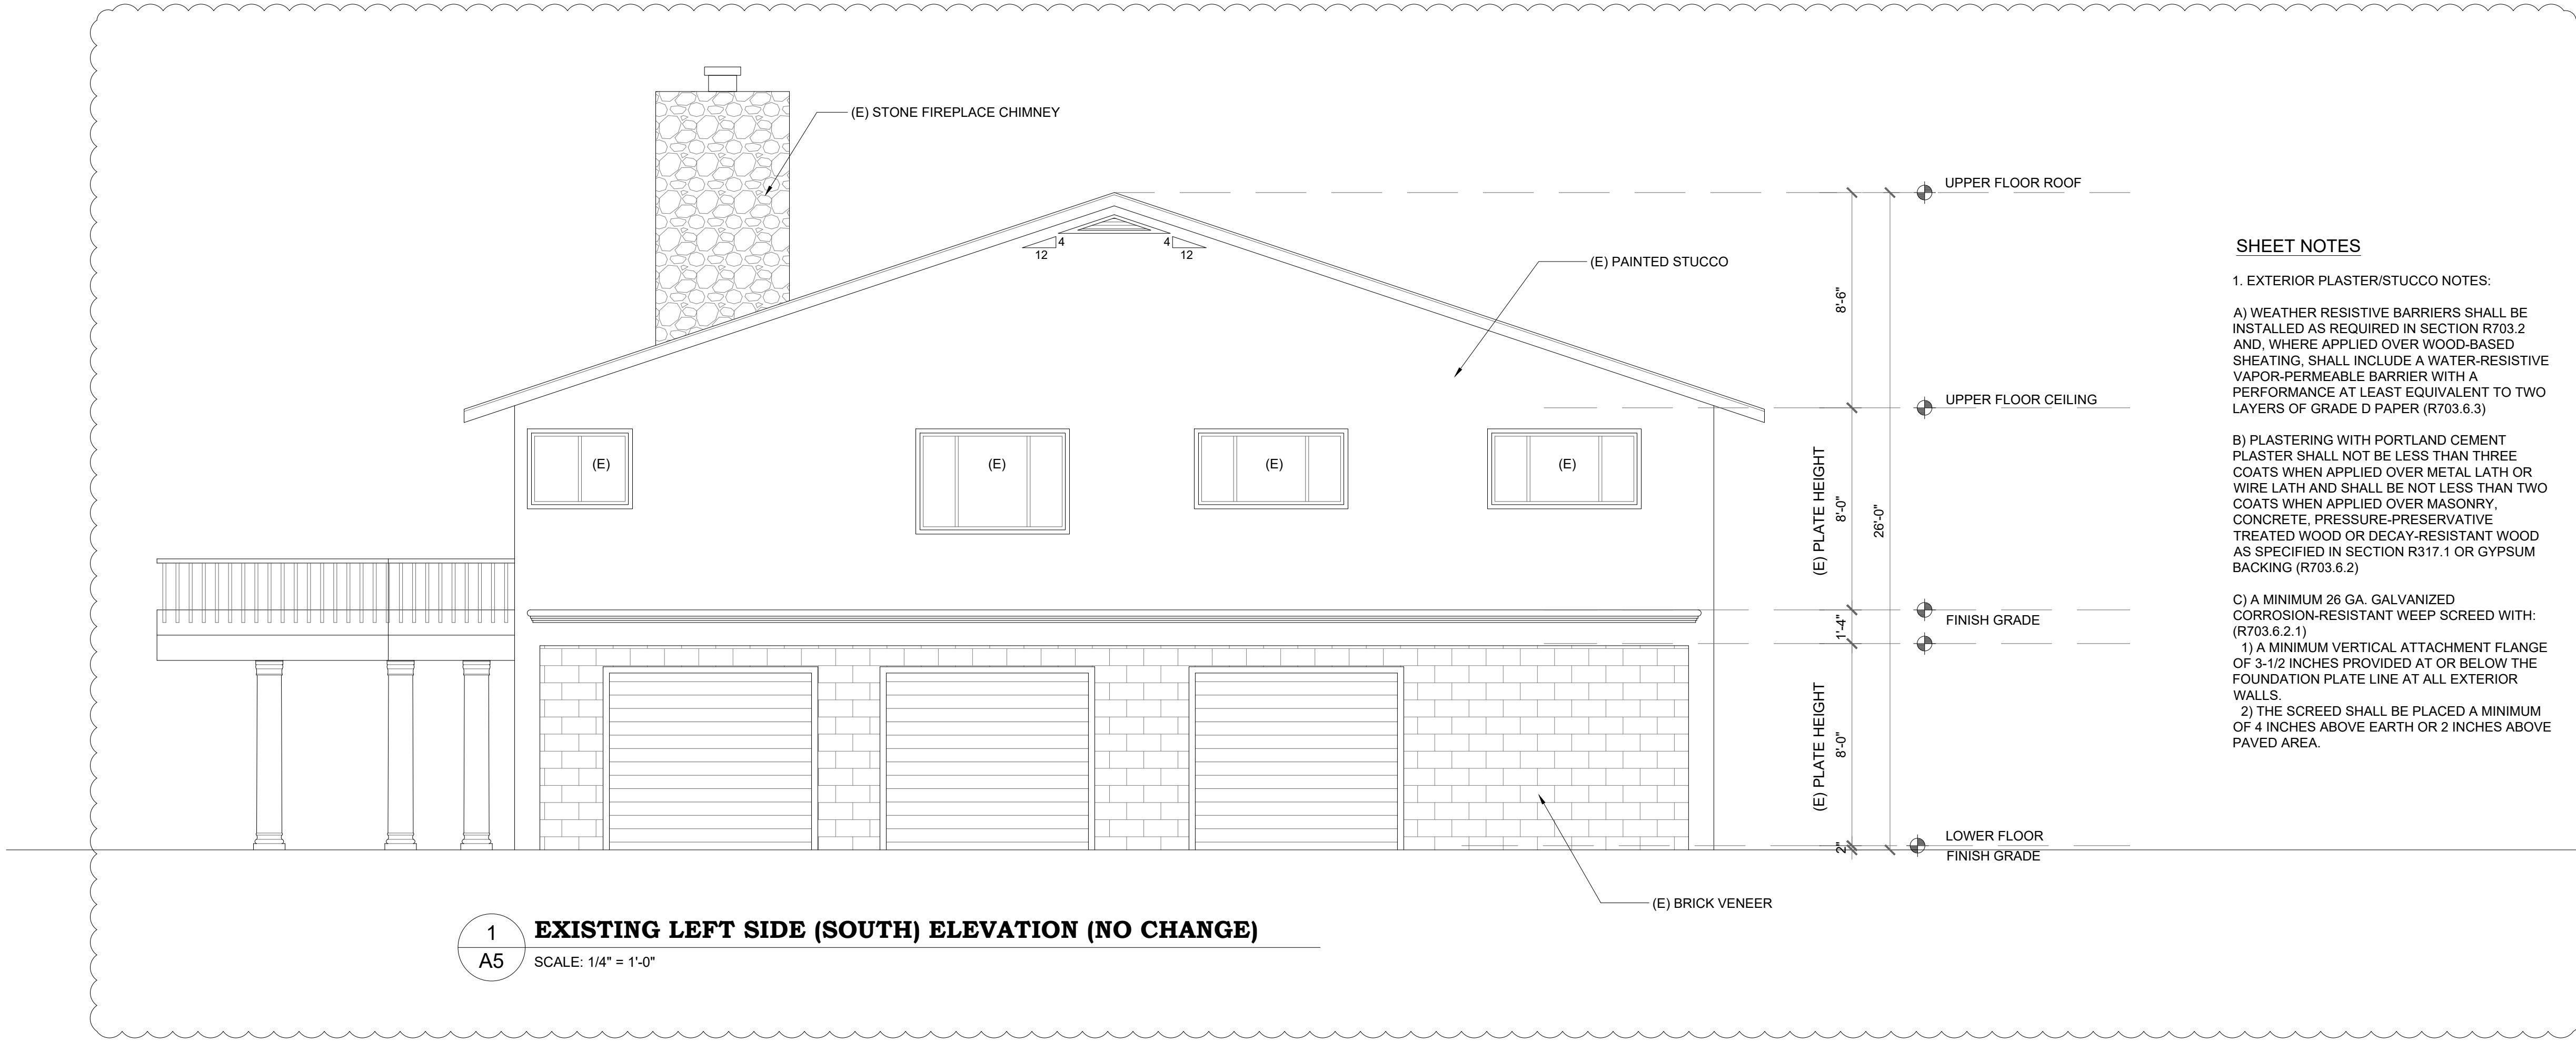 (E) STONE FIREPLACE CHIMNEY
UPPER FLOOR ROOF
4
12
4
12
(E) PAINTED STUCCO
8'-6"
UPPER FLOOR CEILING
(E)
(E)
(E)
(E)
(E) PLATE HEIGHT
8'-0"
26'-0"
1'-4"
FINISH GRADE
(E) PLATE HEIGHT
8'-0"
2"
LOWER FLOOR
FINISH GRADE
(E) BRICK VENEER
1
A5
EXISTING LEFT SIDE (SOUTH) ELEVATION (NO CHANGE)
SCALE: 1/4" = 1'-0"
SHEET NOTES
1. EXTERIOR PLASTER/STUCCO NOTES:
A) WEATHER RESISTIVE BARRIERS SHALL BE
INSTALLED AS REQUIRED IN SECTION R703.2
AND, WHERE APPLIED OVER WOOD-BASED
SHEATING, SHALL INCLUDE A WATER-RESISTIVE
VAPOR-PERMEABLE BARRIER WITH A
PERFORMANCE AT LEAST EQUIVALENT TO TWO
LAYERS OF GRADE D PAPER (R703.6.3)
B) PLASTERING WITH PORTLAND CEMENT
PLASTER SHALL NOT BE LESS THAN THREE
COATS WHEN APPLIED OVER METAL LATH OR
WIRE LATH AND SHALL BE NOT LESS THAN TWO
COATS WHEN APPLIED OVER MASONRY,
CONCRETE, PRESSURE-PRESERVATIVE
TREATED WOOD OR DECAY-RESISTANT WOOD
AS SPECIFIED IN SECTION R317.1 OR GYPSUM
BACKING (R703.6.2)
C) A MINIMUM 26 GA. GALVANIZED
CORROSION-RESISTANT WEEP SCREED WITH:
(R703.6.2.1)
1) A MINIMUM VERTICAL ATTACHMENT FLANGE
OF 3-1/2 INCHES PROVIDED AT OR BELOW THE
FOUNDATION PLATE LINE AT ALL EXTERIOR
WALLS.
2) THE SCREED SHALL BE PLACED A MINIMUM
OF 4 INCHES ABOVE EARTH OR 2 INCHES ABOVE
PAVED AREA.